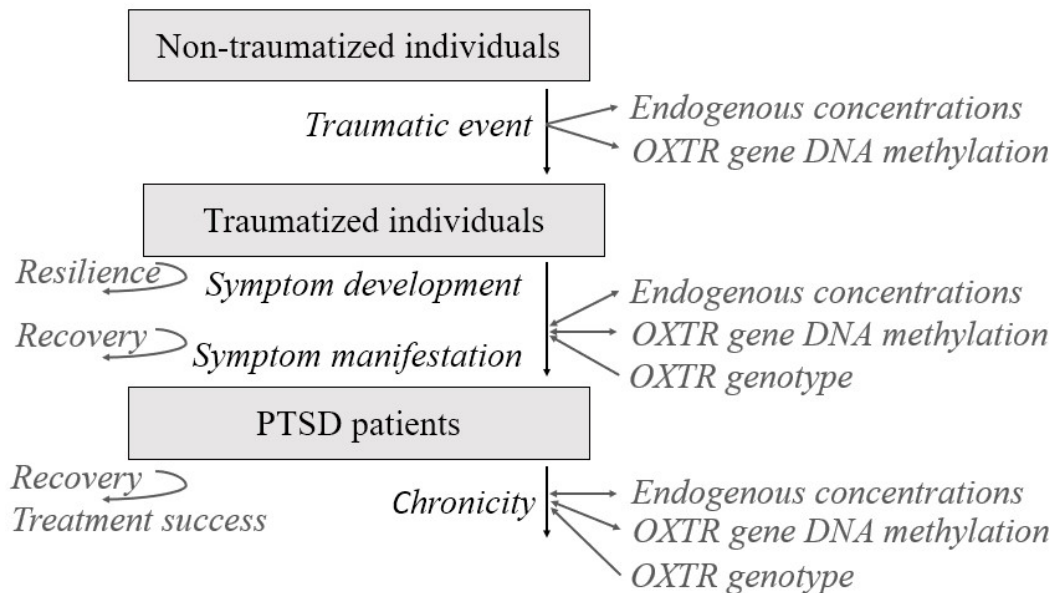 Non-traumatized individuals
Traumatic event
Endogenous concentrations
OXTR gene DNA methylation
Traumatized individuals
Resilience
Symptom development
Endogenous concentrations
Recovery
OXTR gene DNA methylation
Symptom manifestation
OXTR genotype
PTSD patients
Recovery
Treatment success
Chronicity
Endogenous concentrations
OXTR gene DNA methylation
OXTR genotype